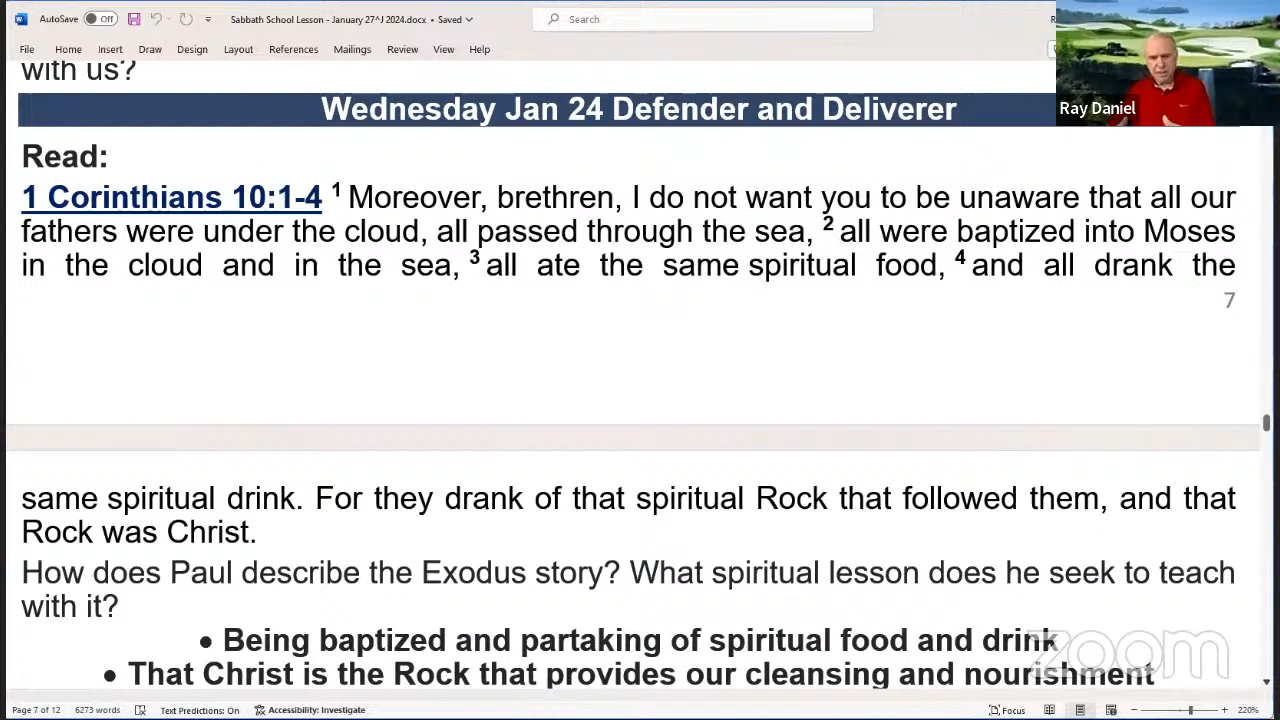 AutoSave Off Sabbath School Lesson - January 27^J 2024.docx • Saved Search
File Home Insert Draw Design Layout References Mailings Review View Help
with us?
Ray Daniel
Wednesday Jan 24 Defender and Deliverer
Read:
1 Corinthians 10:1-4 1 Moreover, brethren, I do not want you to be unaware that all our
fathers were under the cloud, all passed through the sea, 2 all were baptized into Moses
in the cloud and in the sea, 3 all ate the same spiritual food, 4 and all drank the
7
same spiritual drink. For they drank of that spiritual Rock that followed them, and that
Rock was Christ.
How does Paul describe the Exodus story? What spiritual lesson does he seek to teach
with it?
• Being baptized and partaking of spiritual food and drink
• That Christ is the Rock that provides our cleansing and nourishment
zoom
Page 7 of 12 6273 words Text Predictions: On Accessibility: Investigate Focus 220%